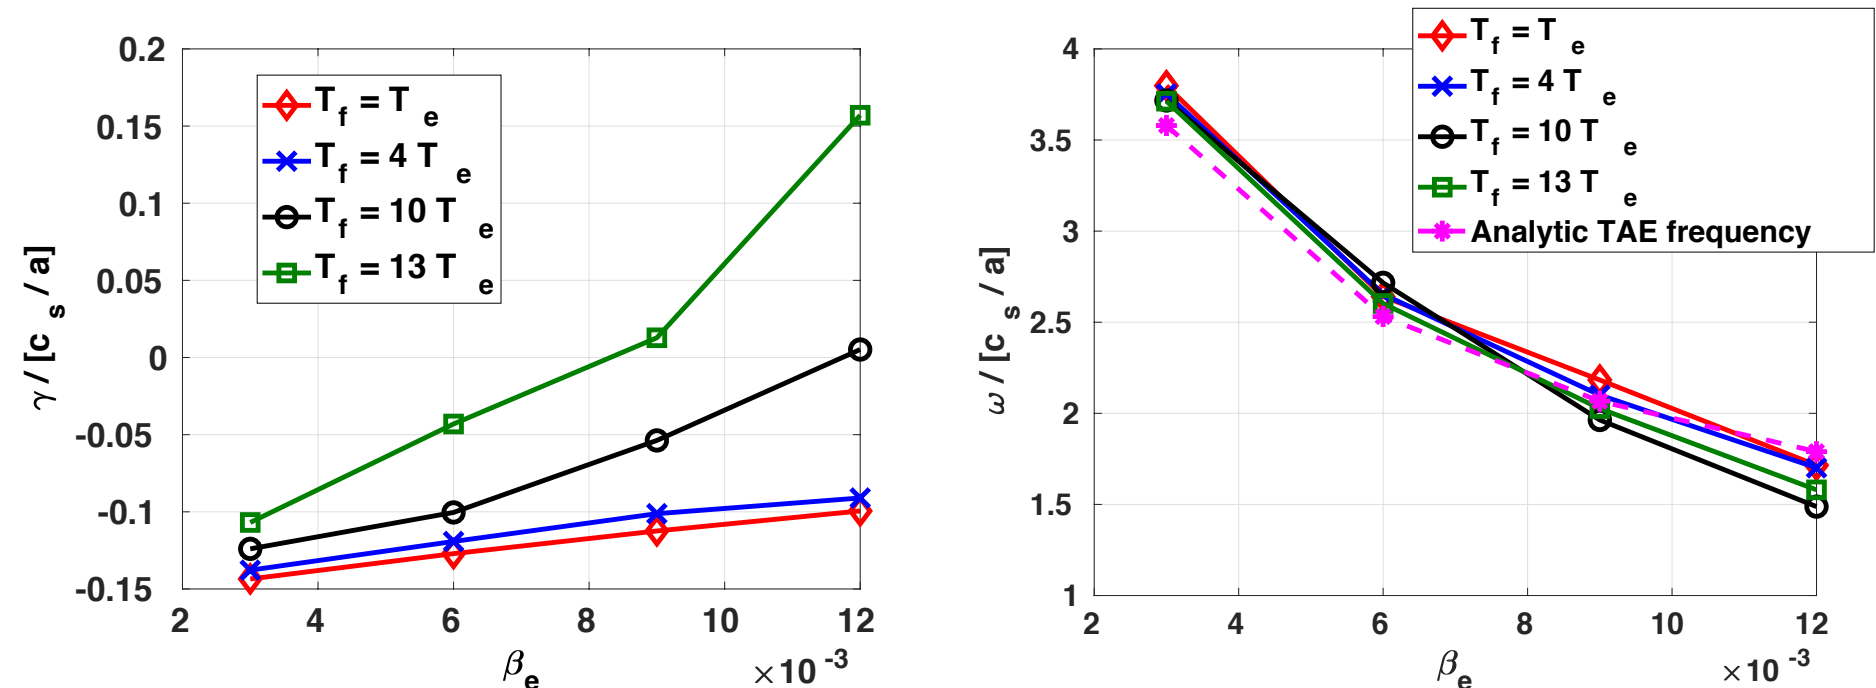 0.2
0.15
0.1
0.05
0
-0.05
-0.1
-0.15
2
4
6
8
10
12
γ / [c s / a]
β e
×10 -3
T f = T e
T f = 4 T e
T f = 10 T e
T f = 13 T e
4
3.5
3
2.5
2
1.5
1
2
4
6
8
10
12
ω / [c s / a]
β e
×10 -3
T f = T e
T f = 4 T e
T f = 10 T e
T f = 13 T e
Analytic TAE frequency